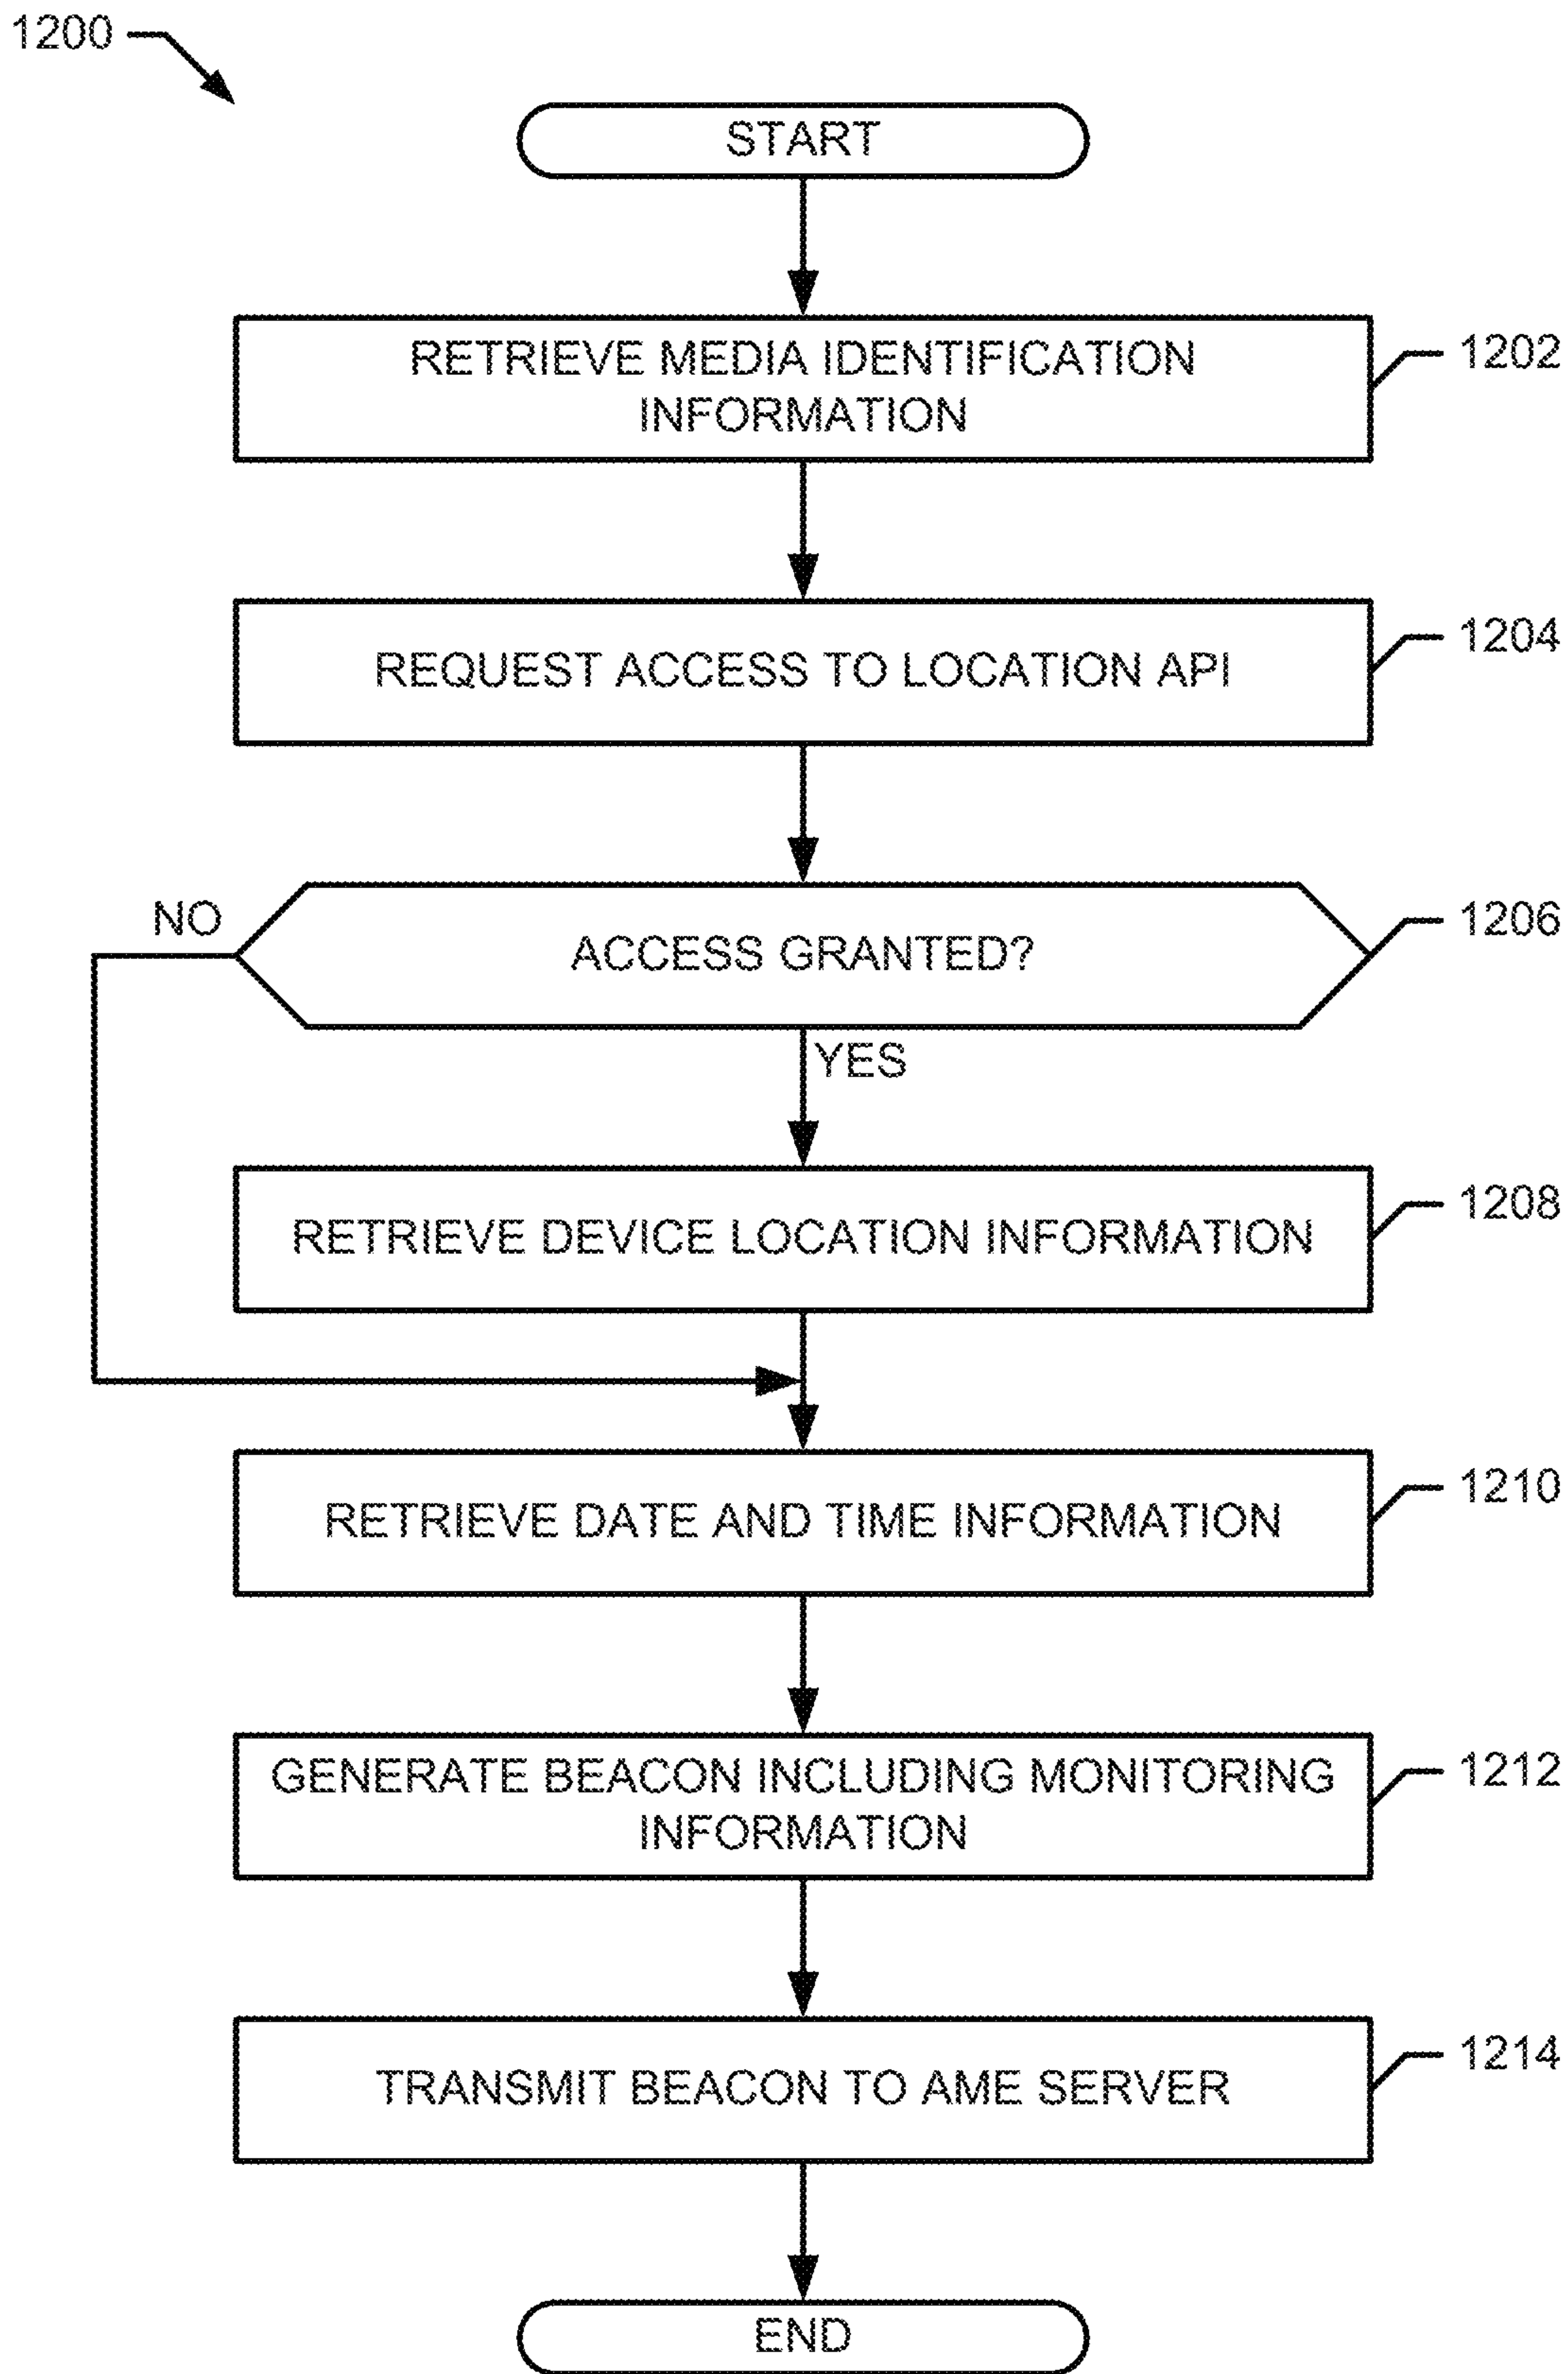 1200
START
RETRIEVE MEDIA IDENTIFICATION
INFORMATION
1202
REQUEST ACCESS TO LOCATION API
1204
NO
ACCESS GRANTED?
1206
YES
RETRIEVE DEVICE LOCATION INFORMATION
1208
RETRIEVE DATE AND TIME INFORMATION
1210
GENERATE BEACON INCLUDING MONITORING
INFORMATION
1212
TRANSMIT BEACON TO AME SERVER
1214
END